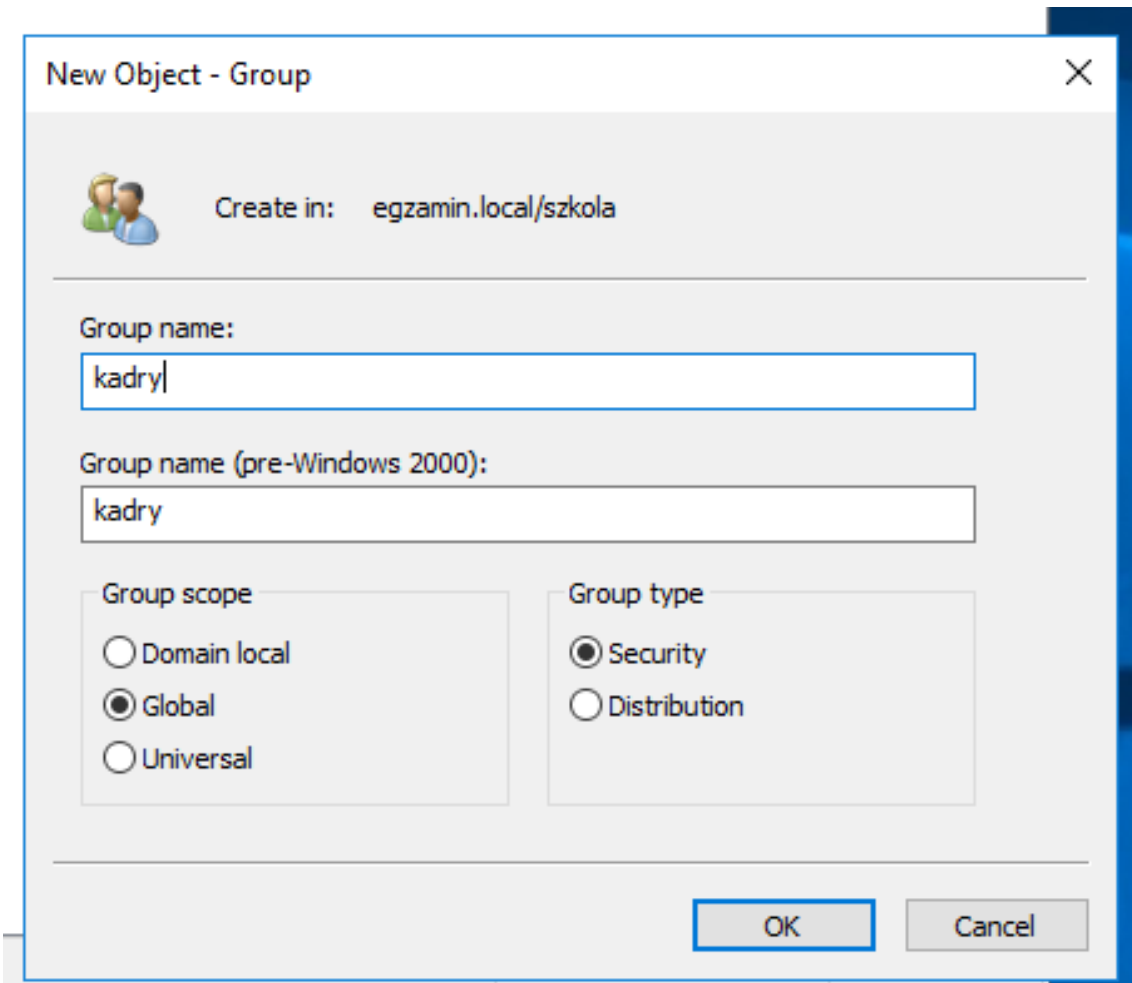 New Object - Group
Create in: egzamin.local/szkola
Group name:
kadry
Group name (pre-Windows 2000):
kadry
Group scope
Domain local
Global
Universal
Group type
Security
Distribution
OK
Cancel